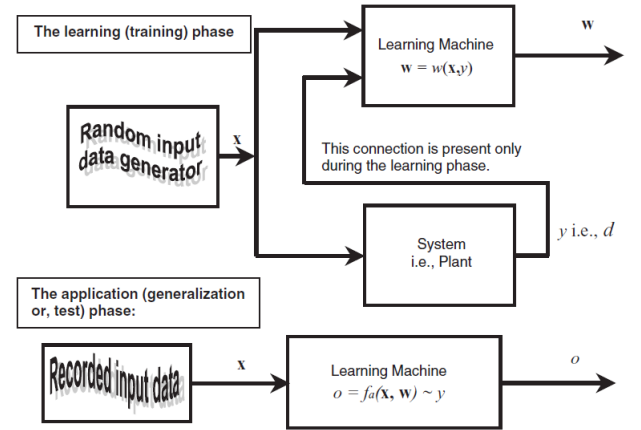 The learning (training) phase
w
Learning Machine
w = w(x,y)
Random input
data generator
x
This connection is present only
during the learning phase.
y i.e., d
System
i.e., Plant
The application (generalization
or, test) phase:
Recorded input data
x
Learning Machine
o = fa(x, w) ~ y
o